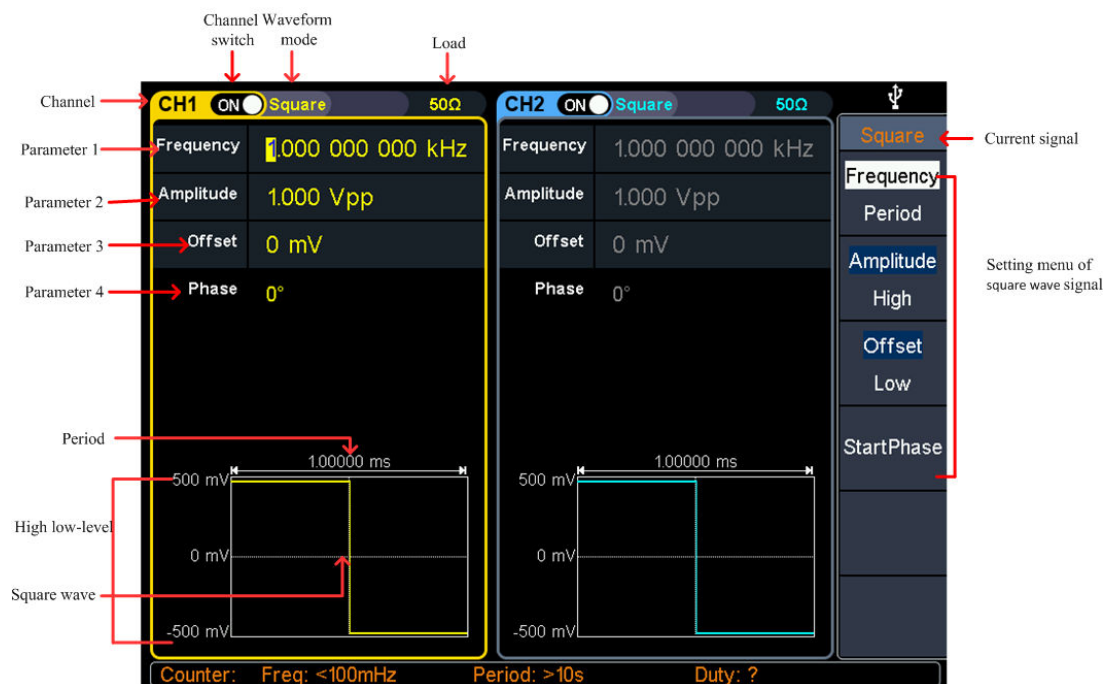 Channel switch
Waveform mode
Load
Channel
CH1 ON Square 50Ω
CH2 ON Square 50Ω
Square
Current signal
Parameter 1
Frequency 1.000 000 000 kHz
Frequency 1.000 000 000 kHz
Frequency
Period
Parameter 2
Amplitude 1.000 Vpp
Amplitude 1.000 Vpp
Amplitude
High
Parameter 3
Offset 0 mV
Offset 0 mV
Setting menu of
square wave signal
Parameter 4
Phase 0°
Phase 0°
Offset
Low
StartPhase
Period
1.00000 ms
1.00000 ms
500 mV
500 mV
High low-level
0 mV
0 mV
Square wave
-500 mV
-500 mV
Counter: Freq: <100mHz Period: >10s Duty: ?